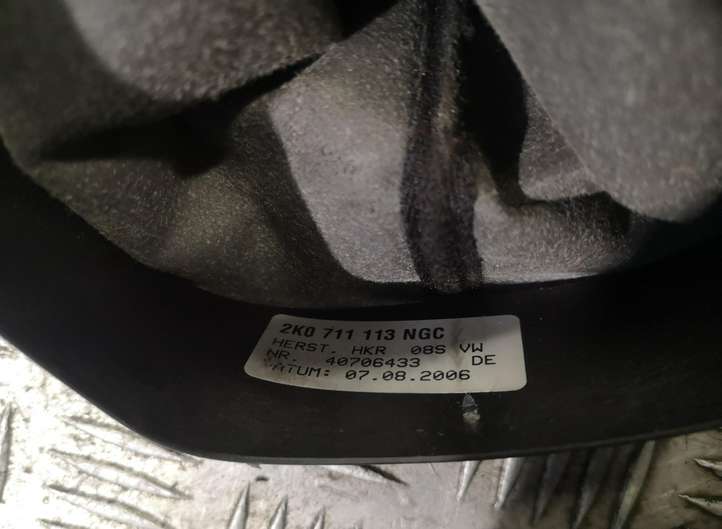 2K0 711 113 NGC
HERST. HKR 08S VW
NR. 40706433 DE
DATUM: 07.08.2006